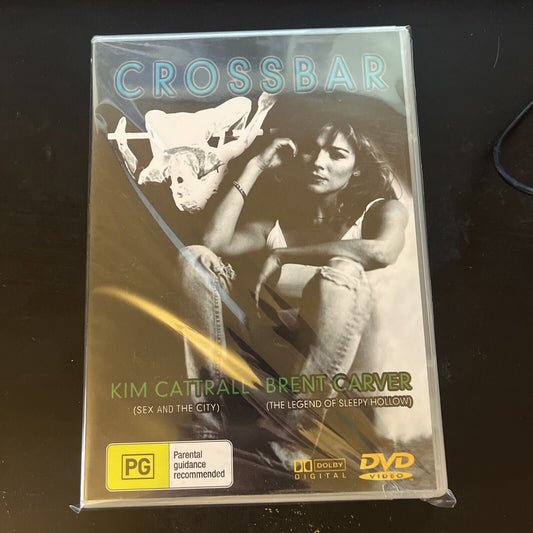 CROSSBAR
KIM CATTRALL BRENT CARVER
(SEX AND THE CITY) (THE LEGEND OF SLEEPY HOLLOW)
PG
Parental
guidance
recommended
DOLBY
DIGITAL
DVD
VIDEO